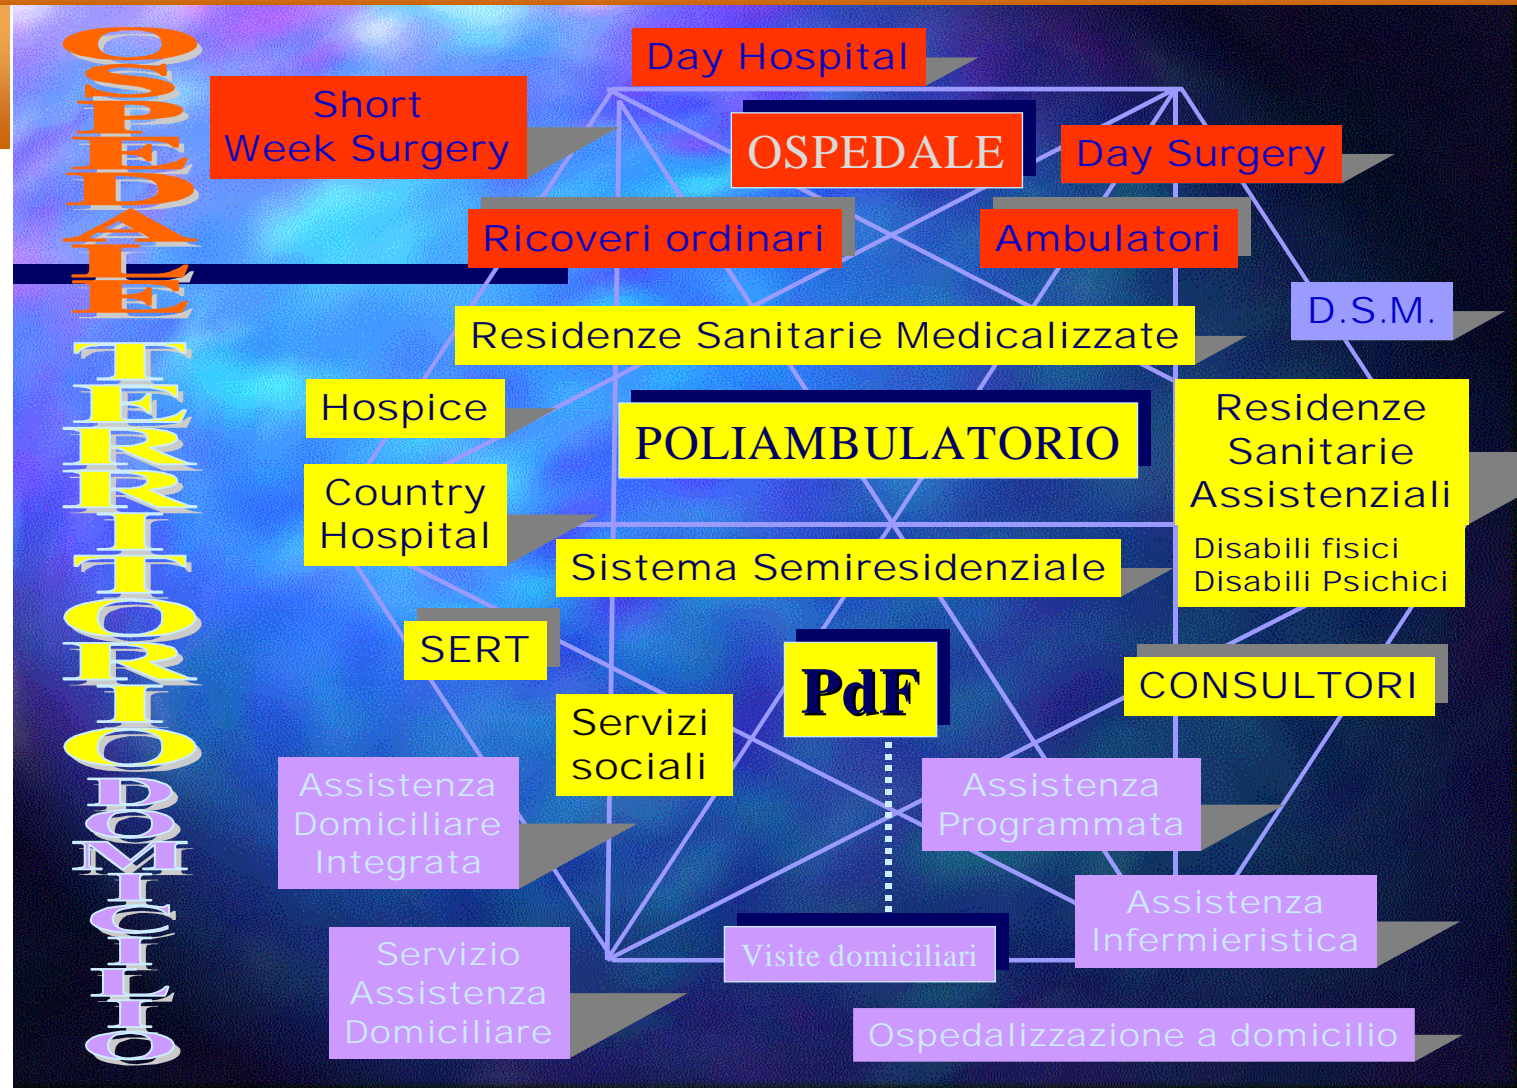 OSPEDALE TERRITORIO DOMICILIO
Day Hospital
Short
Week Surgery
OSPEDALE
Day Surgery
Ricoveri ordinari
Ambulatori
D.S.M.
Residenze Sanitarie Medicalizzate
Hospice
POLIAMBULATORIO
Residenze
Sanitarie
Assistenziali
Disabili fisici
Disabili Psichici
Country
Hospital
Sistema Semiresidenziale
SERT
PdF
CONSULTORI
Servizi
sociali
Assistenza
Domiciliare
Integrata
Assistenza
Programmata
Assistenza
Infermieristica
Servizio
Assistenza
Domiciliare
Visite domiciliari
Ospedalizzazione a domicilio